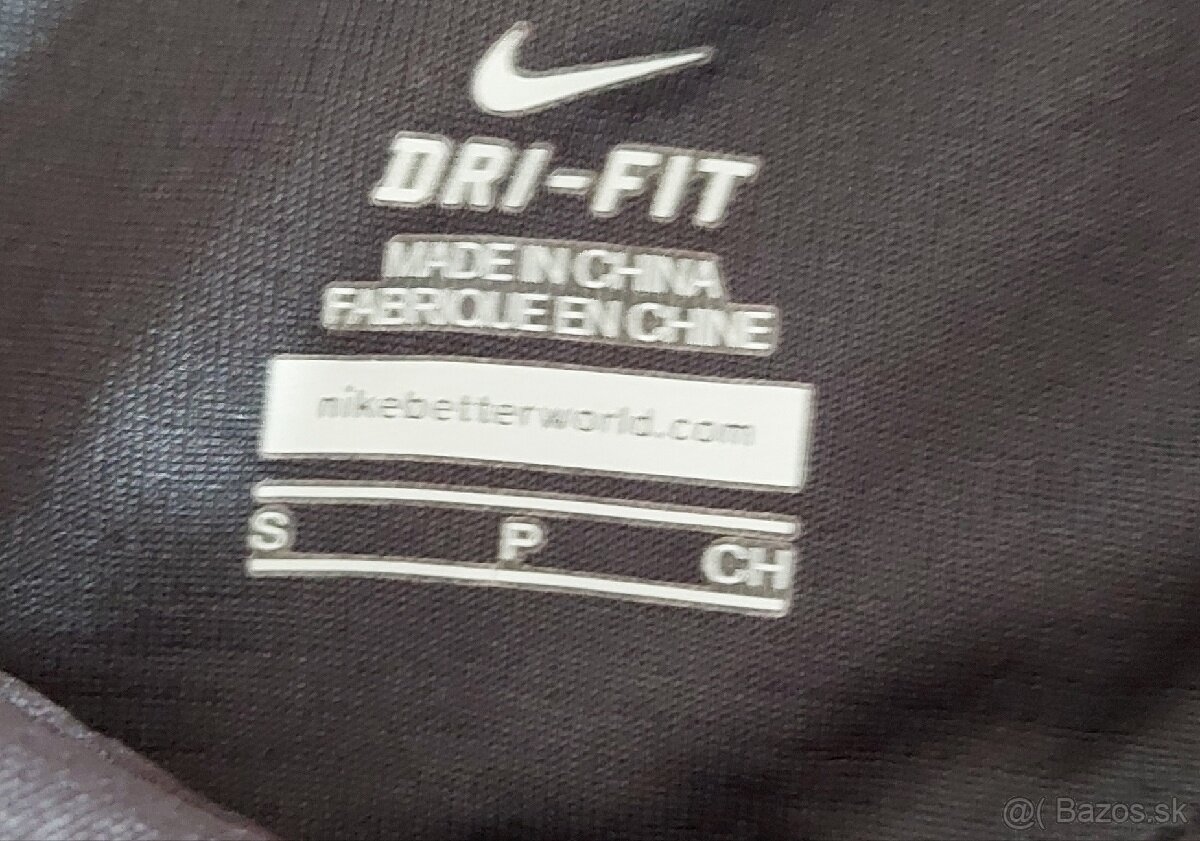 DRI-FIT
MADE IN CHINA
FABRIQUE EN CHINE
nikebetterworld.com
S P CH
@( Bazos.sk